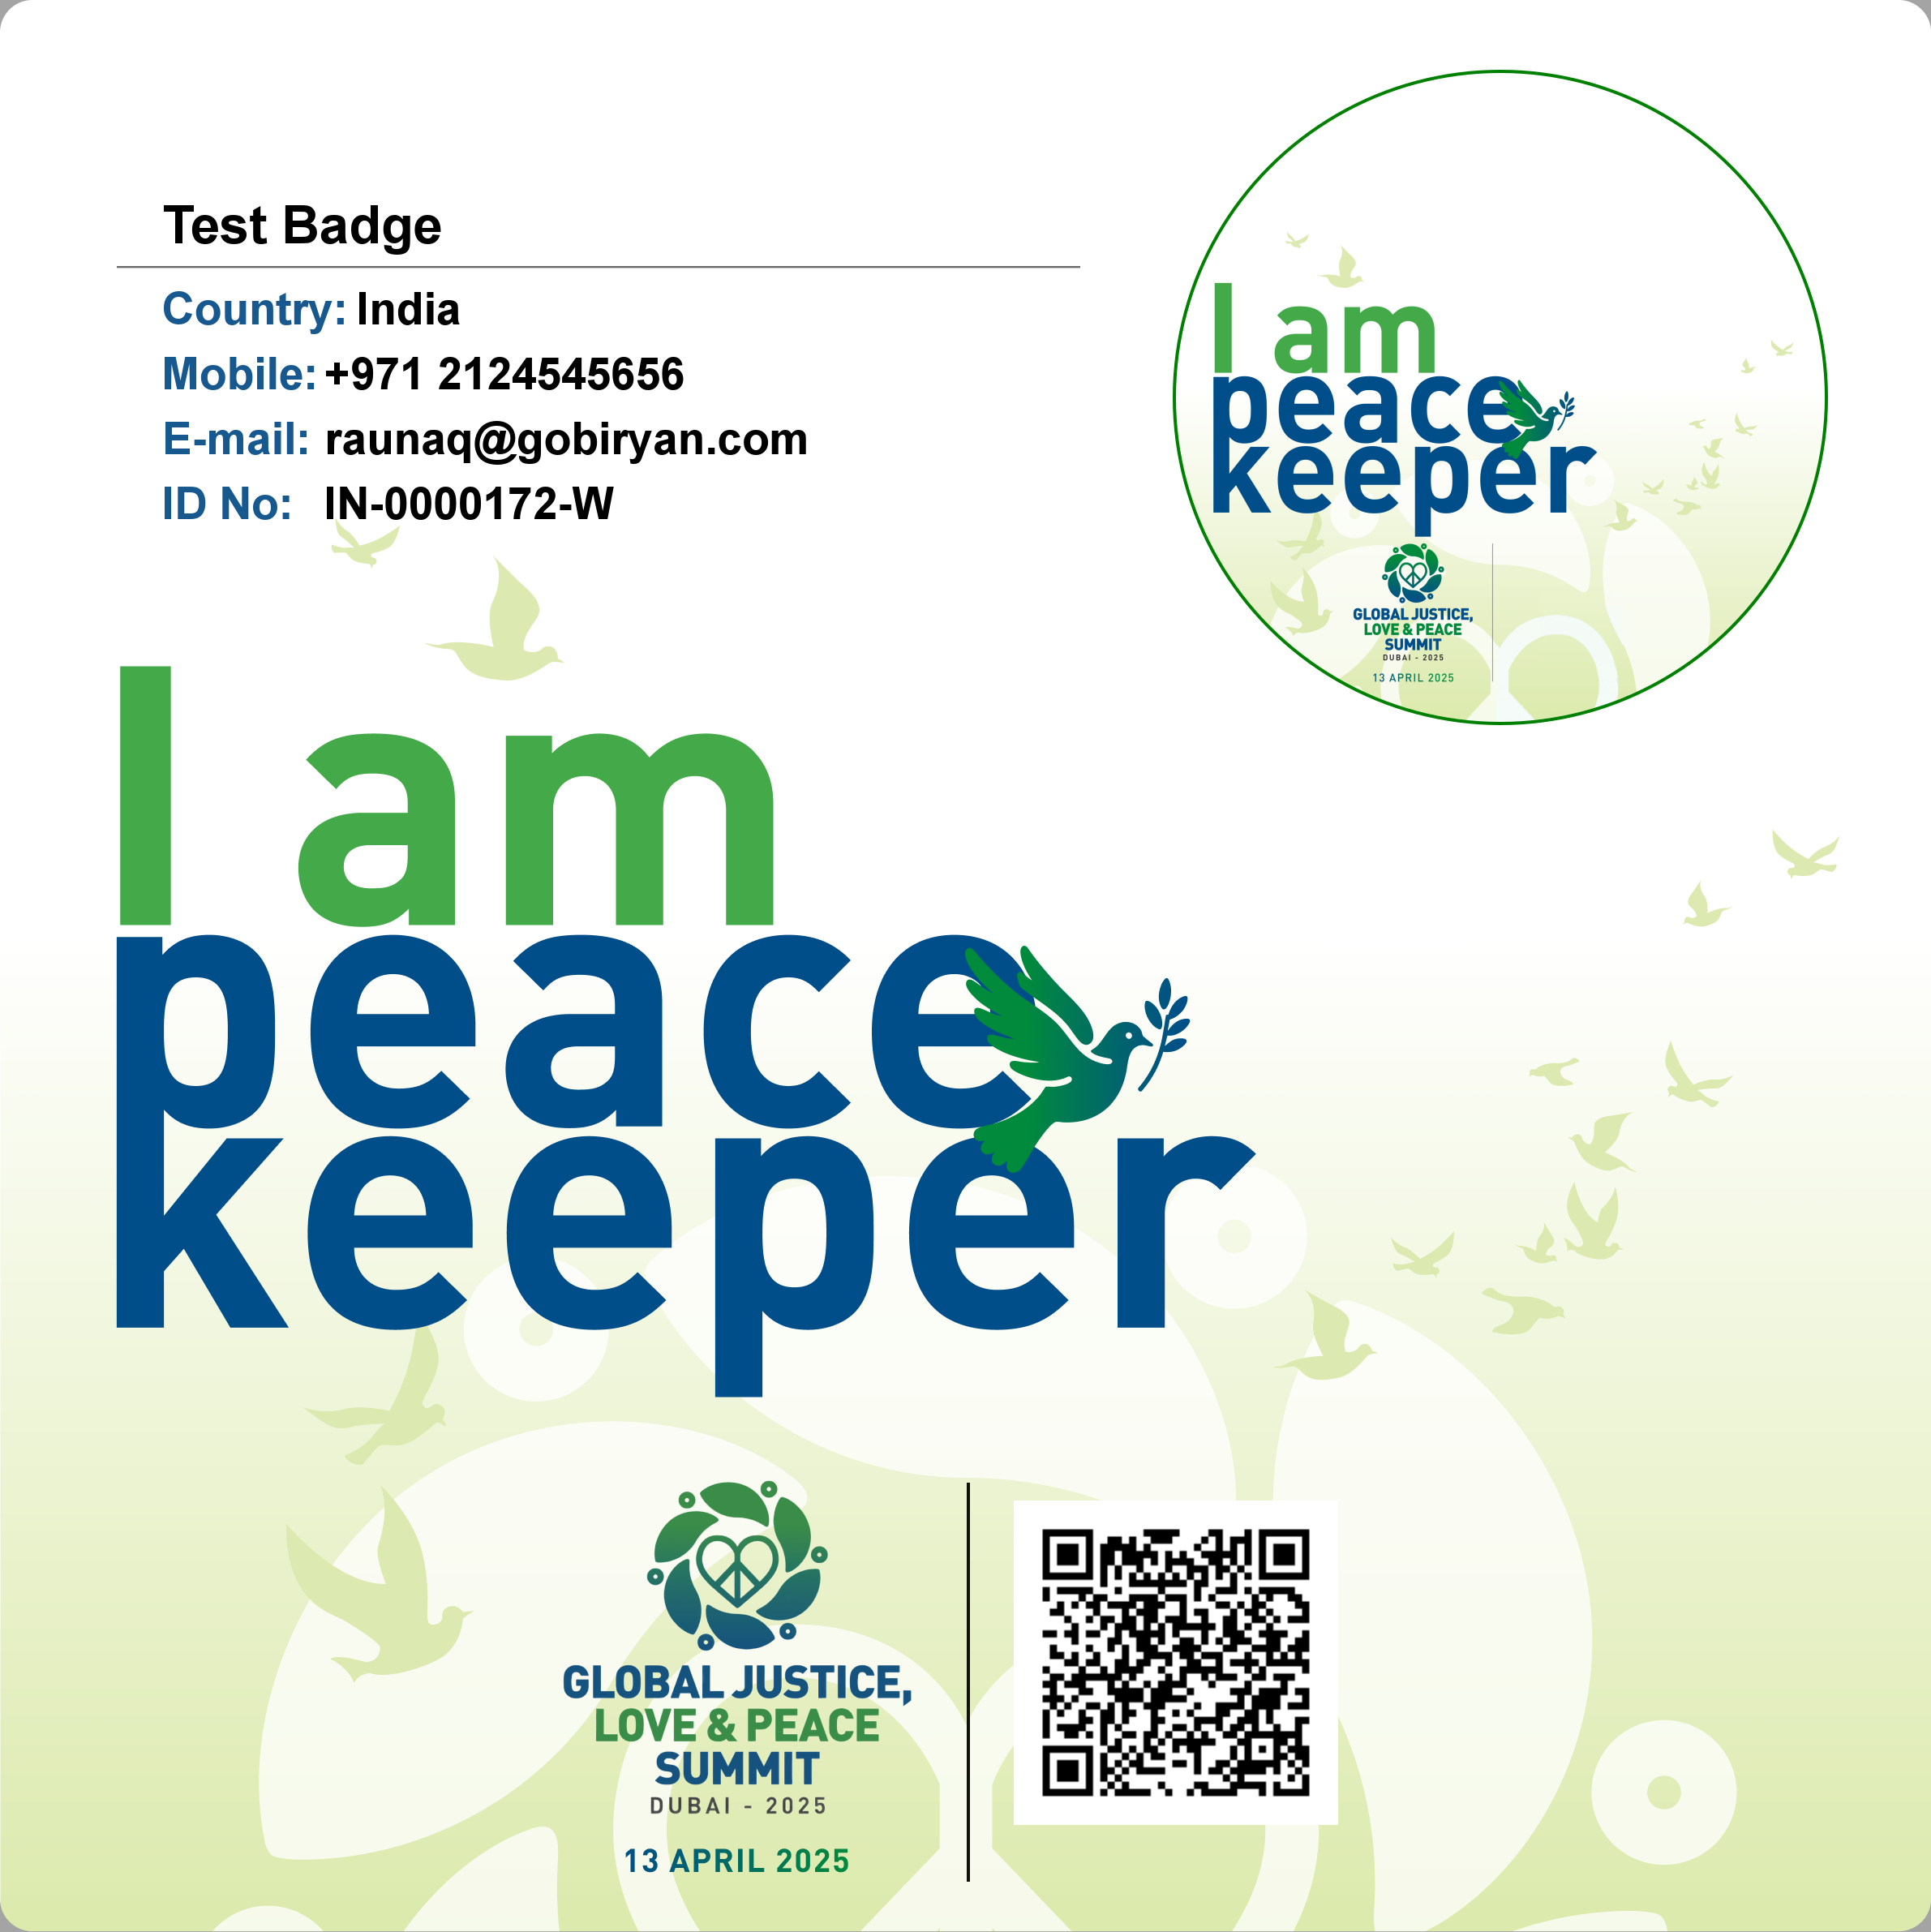 Test Badge
Country: India
Mobile: +971 2124545656
E-mail: raunaq@gobiryan.com
ID No: IN-0000172-W
I am
peace
keeper
GLOBAL JUSTICE,
LOVE & PEACE
SUMMIT
DUBAI - 2025
13 APRIL 2025
I am
peace
keeper
GLOBAL JUSTICE,
LOVE & PEACE
SUMMIT
DUBAI - 2025
13 APRIL 2025